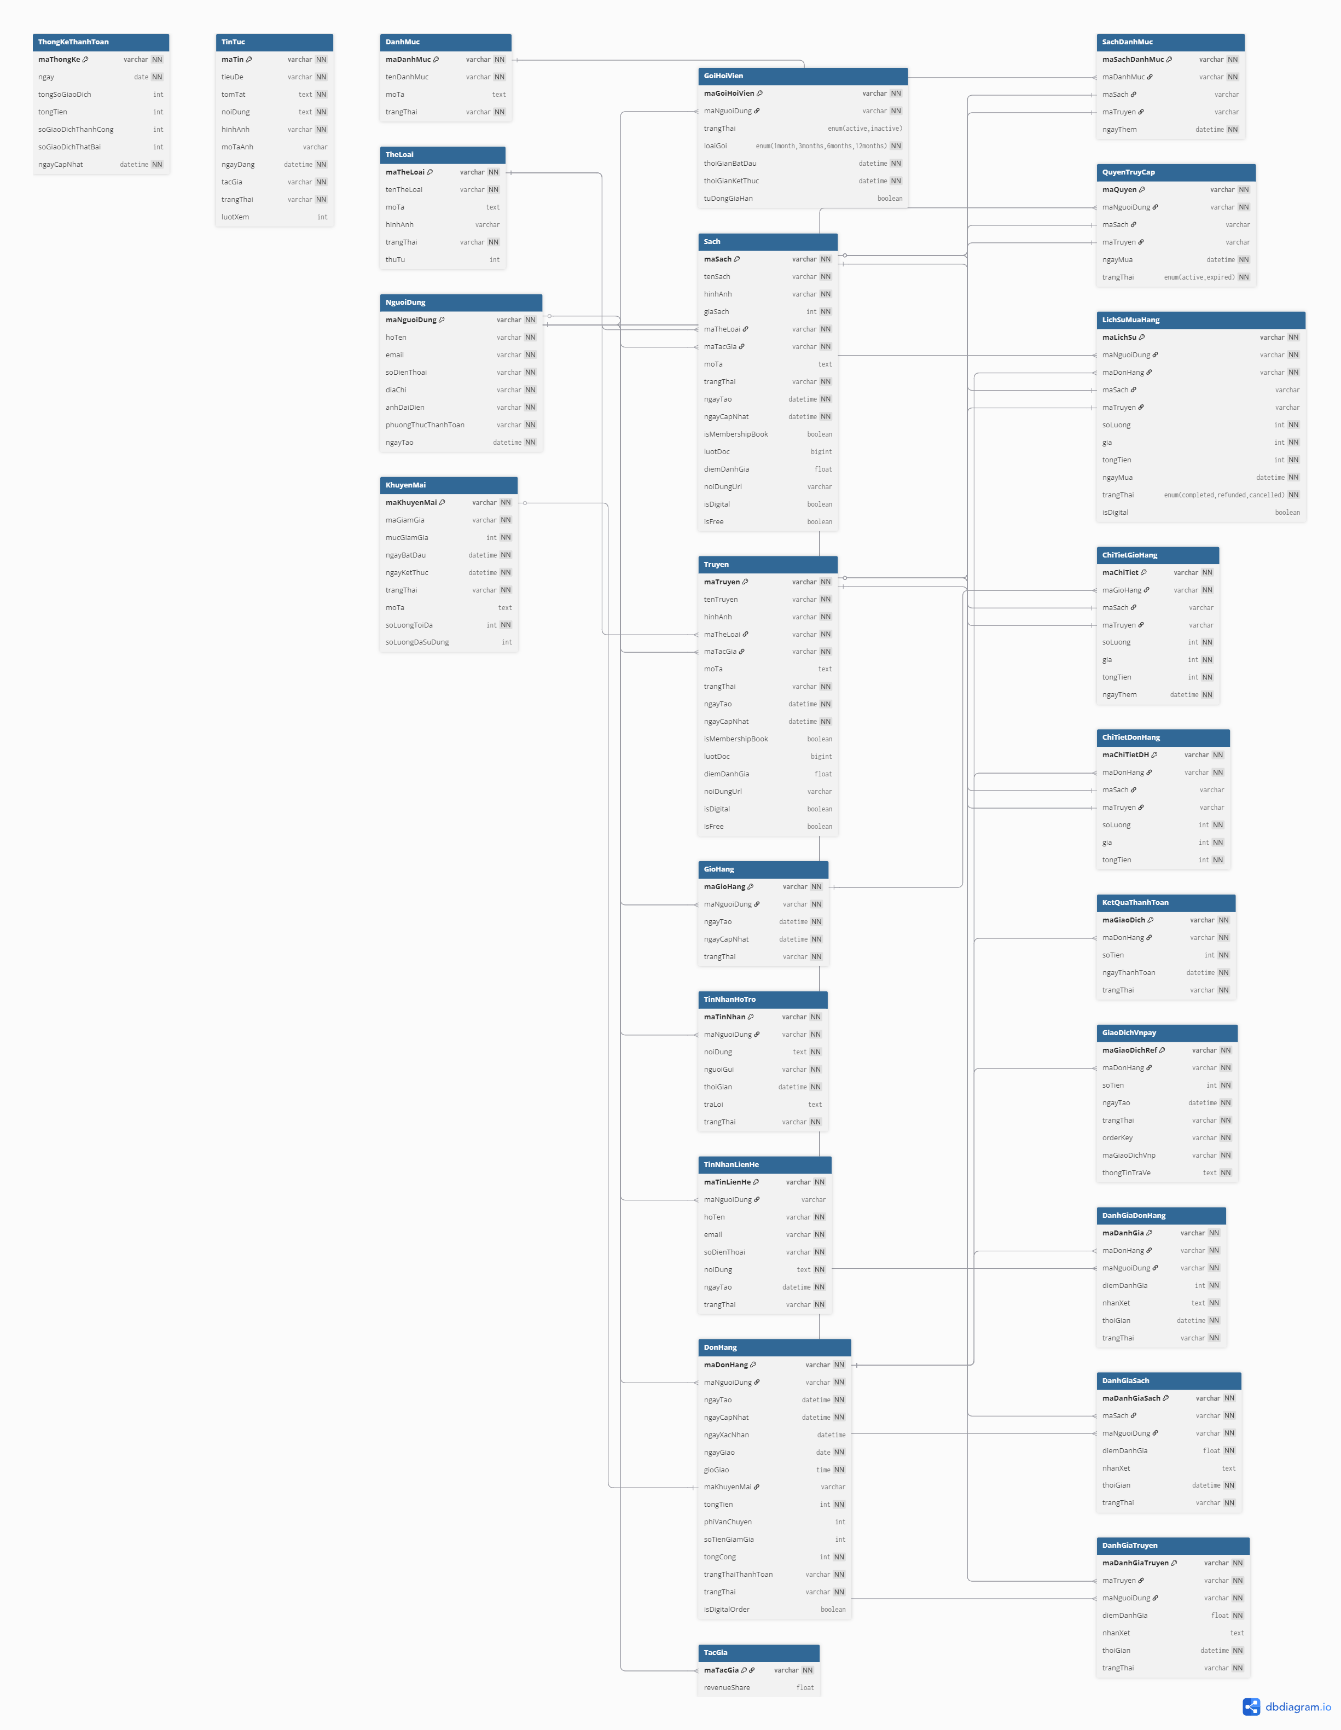 ThongKeThanhToan
maThongKe varchar NN
ngay date NN
tongSoGiaoDich int
tongTien int
soGiaoDichThanhCong int
soGiaoDichThatBai int
ngayCapNhat datetime NN
TinTuc
maTin varchar NN
tieuDe varchar NN
tomTat text NN
noiDung text NN
hinhAnh varchar NN
moTaAnh varchar
ngayDang datetime NN
tacGia varchar NN
trangThai varchar NN
luotXem int
DanhMuc
maDanhMuc varchar NN
tenDanhMuc varchar NN
moTa text
trangThai varchar NN
TheLoai
maTheLoai varchar NN
tenTheLoai varchar NN
moTa text
hinhAnh varchar
trangThai varchar NN
thuTu int
NguoiDung
maNguoiDung varchar NN
hoTen varchar NN
email varchar NN
soDienThoai varchar NN
diaChi varchar NN
anhDaiDien varchar NN
phuongThucThanhToan varchar NN
ngayTao datetime NN
KhuyenMai
maKhuyenMai varchar NN
maGiamGia varchar NN
mucGiamGia int NN
ngayBatDau datetime NN
ngayKetThuc datetime NN
trangThai varchar NN
moTa text
soLuongToiDa int NN
soLuongDaSuDung int
GoiHoiVien
maGoiHoiVien varchar NN
maNguoiDung varchar NN
trangThai enum(active,inactive)
loaiGoi enum(1month,3months,6months,12months) NN
thoiGianBatDau datetime NN
thoiGianKetThuc datetime NN
tuDongGiaHan boolean
Sach
maSach varchar NN
tenSach varchar NN
hinhAnh varchar NN
giaSach int NN
maTheLoai varchar NN
maTacGia varchar NN
moTa text
trangThai varchar NN
ngayTao datetime NN
ngayCapNhat datetime NN
isMembershipBook boolean
luotDoc bigint
diemDanhGia float
noiDungUrl varchar
isDigital boolean
isFree boolean
Truyen
maTruyen varchar NN
tenTruyen varchar NN
hinhAnh varchar NN
maTheLoai varchar NN
maTacGia varchar NN
moTa text
trangThai varchar NN
ngayTao datetime NN
ngayCapNhat datetime NN
isMembershipBook boolean
luotDoc bigint
diemDanhGia float
noiDungUrl varchar
isDigital boolean
isFree boolean
GioHang
maGioHang varchar NN
maNguoiDung varchar NN
ngayTao datetime NN
ngayCapNhat datetime NN
trangThai varchar NN
TinNhanHoTro
maTinNhan varchar NN
maNguoiDung varchar NN
noiDung text NN
nguoiGui varchar NN
thoiGian datetime NN
traLoi text
trangThai varchar NN
TinNhanLienHe
maTinLienHe varchar NN
maNguoiDung varchar
hoTen varchar NN
email varchar NN
soDienThoai varchar NN
noiDung text NN
ngayTao datetime NN
trangThai varchar NN
DonHang
maDonHang varchar NN
maNguoiDung varchar NN
ngayTao datetime NN
ngayCapNhat datetime NN
ngayXacNhan datetime
ngayGiao date NN
gioGiao time NN
maKhuyenMai varchar
tongTien int NN
phiVanChuyen int
soTienGiamGia int
tongCong int NN
trangThaiThanhToan varchar NN
trangThai varchar NN
isDigitalOrder boolean
TacGia
maTacGia varchar NN
revenueShare float
SachDanhMuc
maSachDanhMuc varchar NN
maDanhMuc varchar NN
maSach varchar
maTruyen varchar
ngayThem datetime NN
QuyenTruyCap
maQuyen varchar NN
maNguoiDung varchar NN
maSach varchar
maTruyen varchar
ngayMua datetime NN
trangThai enum(active,expired) NN
LichSuMuaHang
maLichSu varchar NN
maNguoiDung varchar NN
maDonHang varchar NN
maSach varchar
maTruyen varchar
soLuong int NN
gia int NN
tongTien int NN
ngayMua datetime NN
trangThai enum(completed,refunded,cancelled) NN
isDigital boolean
ChiTietGioHang
maChiTiet varchar NN
maGioHang varchar NN
maSach varchar
maTruyen varchar
soLuong int NN
gia int NN
tongTien int NN
ngayThem datetime NN
ChiTietDonHang
maChiTietDH varchar NN
maDonHang varchar NN
maSach varchar
maTruyen varchar
soLuong int NN
gia int NN
tongTien int NN
KetQuaThanhToan
maGiaoDich varchar NN
maDonHang varchar NN
soTien int NN
ngayThanhToan datetime NN
trangThai varchar NN
GiaoDichVnpay
maGiaoDichRef varchar NN
maDonHang varchar NN
soTien int NN
ngayTao datetime NN
trangThai varchar NN
orderKey varchar NN
maGiaoDichVnp varchar NN
thongTinTraVe text NN
DanhGiaDonHang
maDanhGia varchar NN
maDonHang varchar NN
maNguoiDung varchar NN
diemDanhGia int NN
nhanXet text NN
thoiGian datetime NN
trangThai varchar NN
DanhGiaSach
maDanhGiaSach varchar NN
maSach varchar NN
maNguoiDung varchar NN
diemDanhGia float NN
nhanXet text
thoiGian datetime NN
trangThai varchar NN
DanhGiaTruyen
maDanhGiaTruyen varchar NN
maTruyen varchar NN
maNguoiDung varchar NN
diemDanhGia float NN
nhanXet text
thoiGian datetime NN
trangThai varchar NN
dbdiagram.io